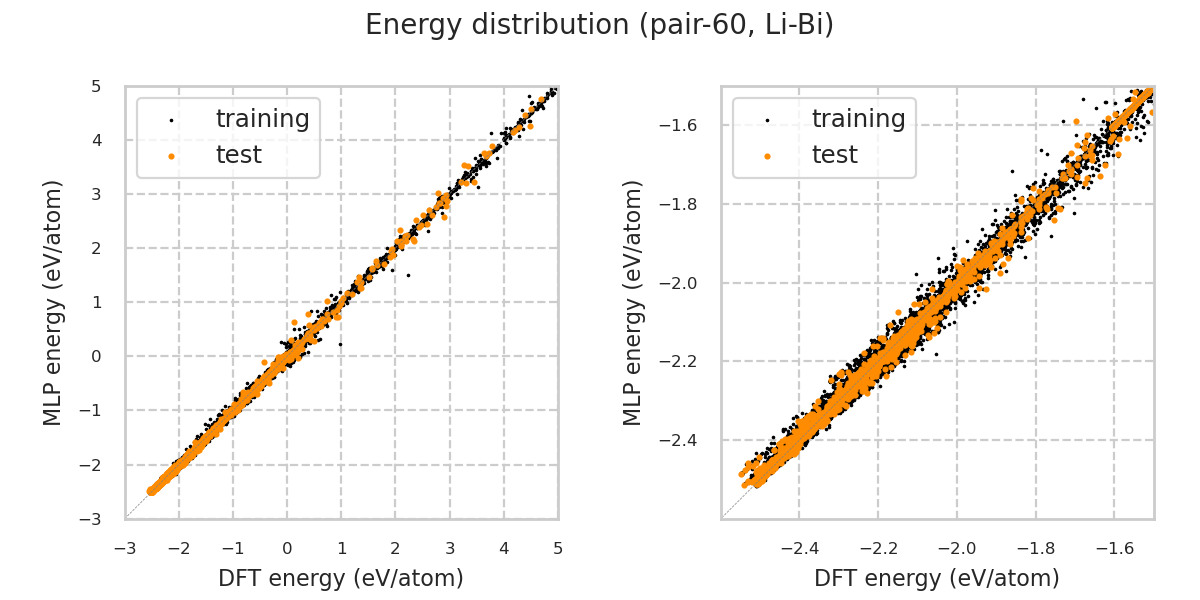 Energy distribution (pair-60, Li-Bi)
5
4
3
2
1
0
−1
−2
−3
−3 −2 −1 0 1 2 3 4 5
MLP energy (eV/atom)
DFT energy (eV/atom)
training
test
−1.6
−1.8
−2.0
−2.2
−2.4
−2.4 −2.2 −2.0 −1.8 −1.6
MLP energy (eV/atom)
DFT energy (eV/atom)
training
test